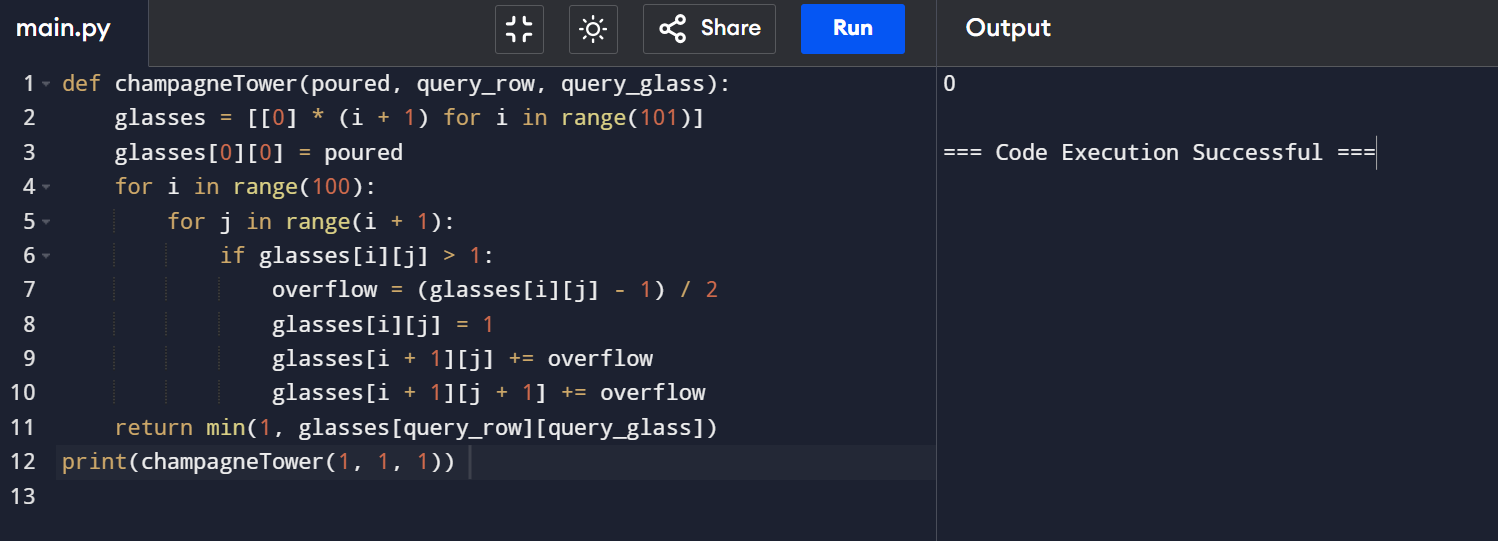 main.py Share Run Output
1 def champagneTower(poured, query_row, query_glass):
2     glasses = [[0] * (i + 1) for i in range(101)]
3     glasses[0][0] = poured
4     for i in range(100):
5         for j in range(i + 1):
6             if glasses[i][j] > 1:
7                 overflow = (glasses[i][j] - 1) / 2
8                 glasses[i][j] = 1
9                 glasses[i + 1][j] += overflow
10                 glasses[i + 1][j + 1] += overflow
11     return min(1, glasses[query_row][query_glass])
12 print(champagneTower(1, 1, 1))
13
0
=== Code Execution Successful ===